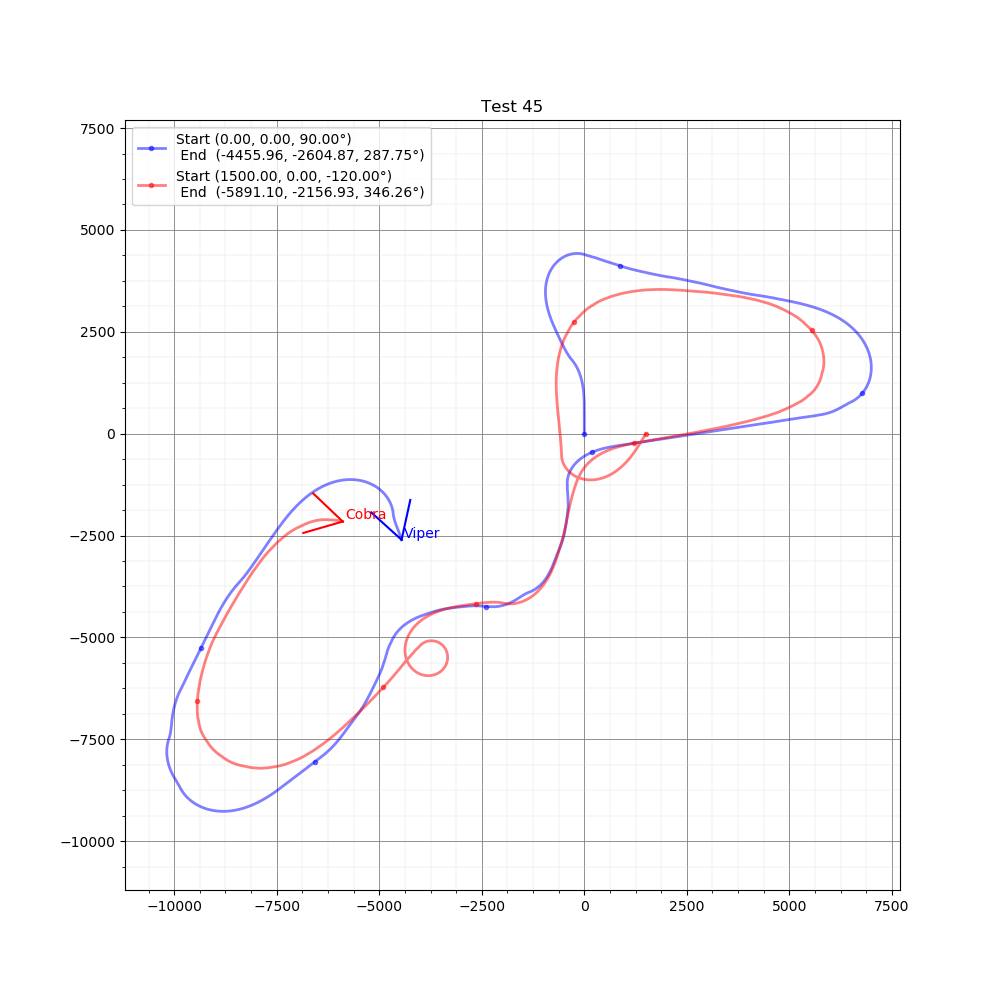 Test 45
Start (0.00, 0.00, 90.00°)
End (-4455.96, -2604.87, 287.75°)
Start (1500.00, 0.00, -120.00°)
End (-5891.10, -2156.93, 346.26°)
7500
5000
2500
0
−2500
−5000
−7500
−10000
Cobra
Viper
−10000 −7500 −5000 −2500 0 2500 5000 7500